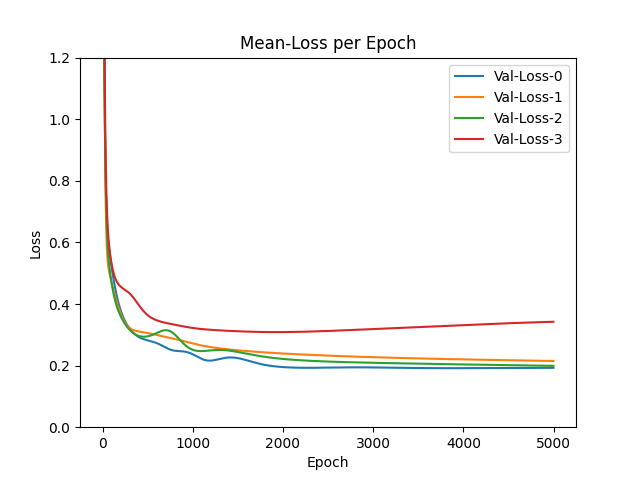 Mean-Loss per Epoch
1.2
1.0
0.8
0.6
0.4
0.2
0.0
Loss
Val-Loss-0
Val-Loss-1
Val-Loss-2
Val-Loss-3
0 1000 2000 3000 4000 5000
Epoch